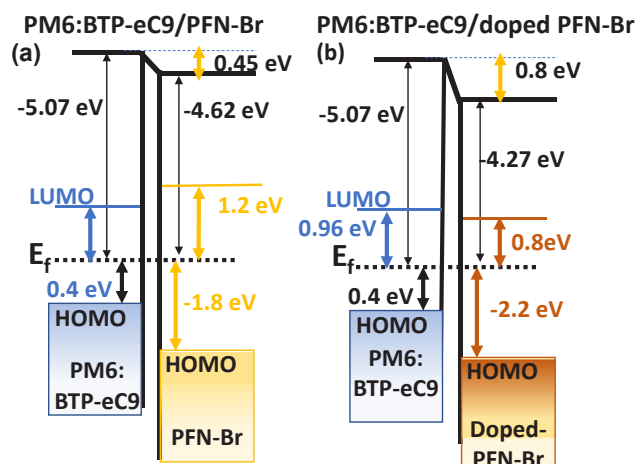 PM6:BTP-eC9/PFN-Br
(a)
0.45 eV
-5.07 eV
-4.62 eV
LUMO
1.2 eV
Ef
0.4 eV
-1.8 eV
HOMO
HOMO
PM6:
BTP-eC9
PFN-Br
PM6:BTP-eC9/doped PFN-Br
(b)
0.8 eV
-5.07 eV
-4.27 eV
LUMO
0.96 eV
0.8eV
Ef
0.4 eV
-2.2 eV
HOMO
HOMO
PM6:
BTP-eC9
Doped-
PFN-Br